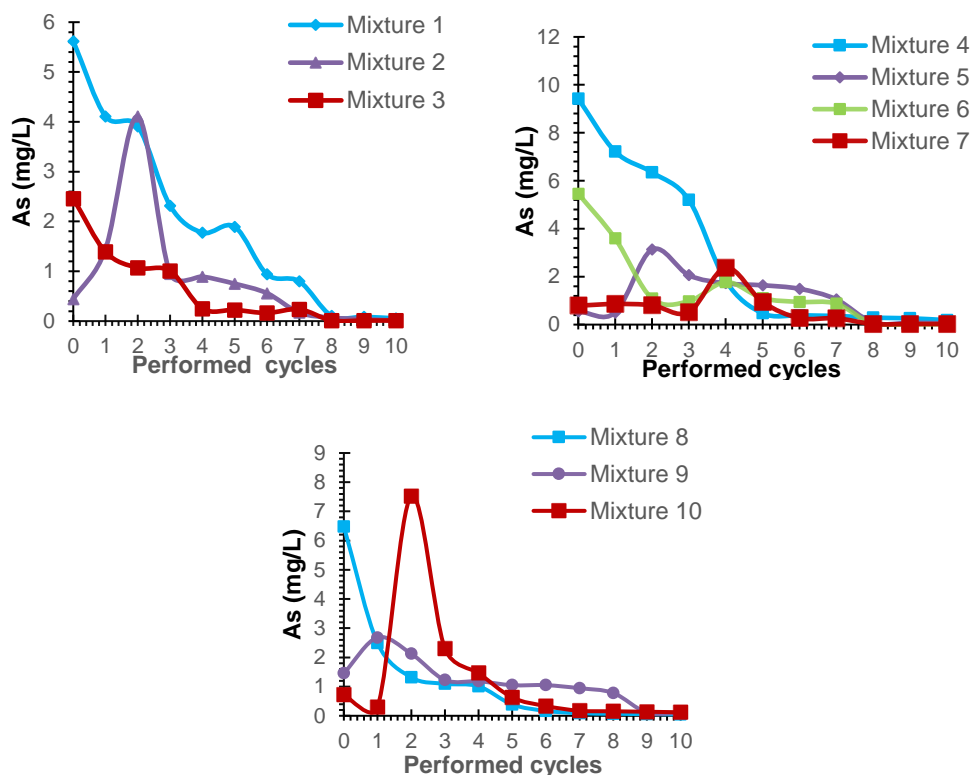 6
5
4
3
2
1
0
As (mg/L)
0 1 2 3 4 5 6 7 8 9 10
Performed cycles
Mixture 1
Mixture 2
Mixture 3
12
10
8
6
4
2
0
As (mg/L)
0 1 2 3 4 5 6 7 8 9 10
Performed cycles
Mixture 4
Mixture 5
Mixture 6
Mixture 7
9
8
7
6
5
4
3
2
1
0
As (mg/L)
0 1 2 3 4 5 6 7 8 9 10
Performed cycles
Mixture 8
Mixture 9
Mixture 10